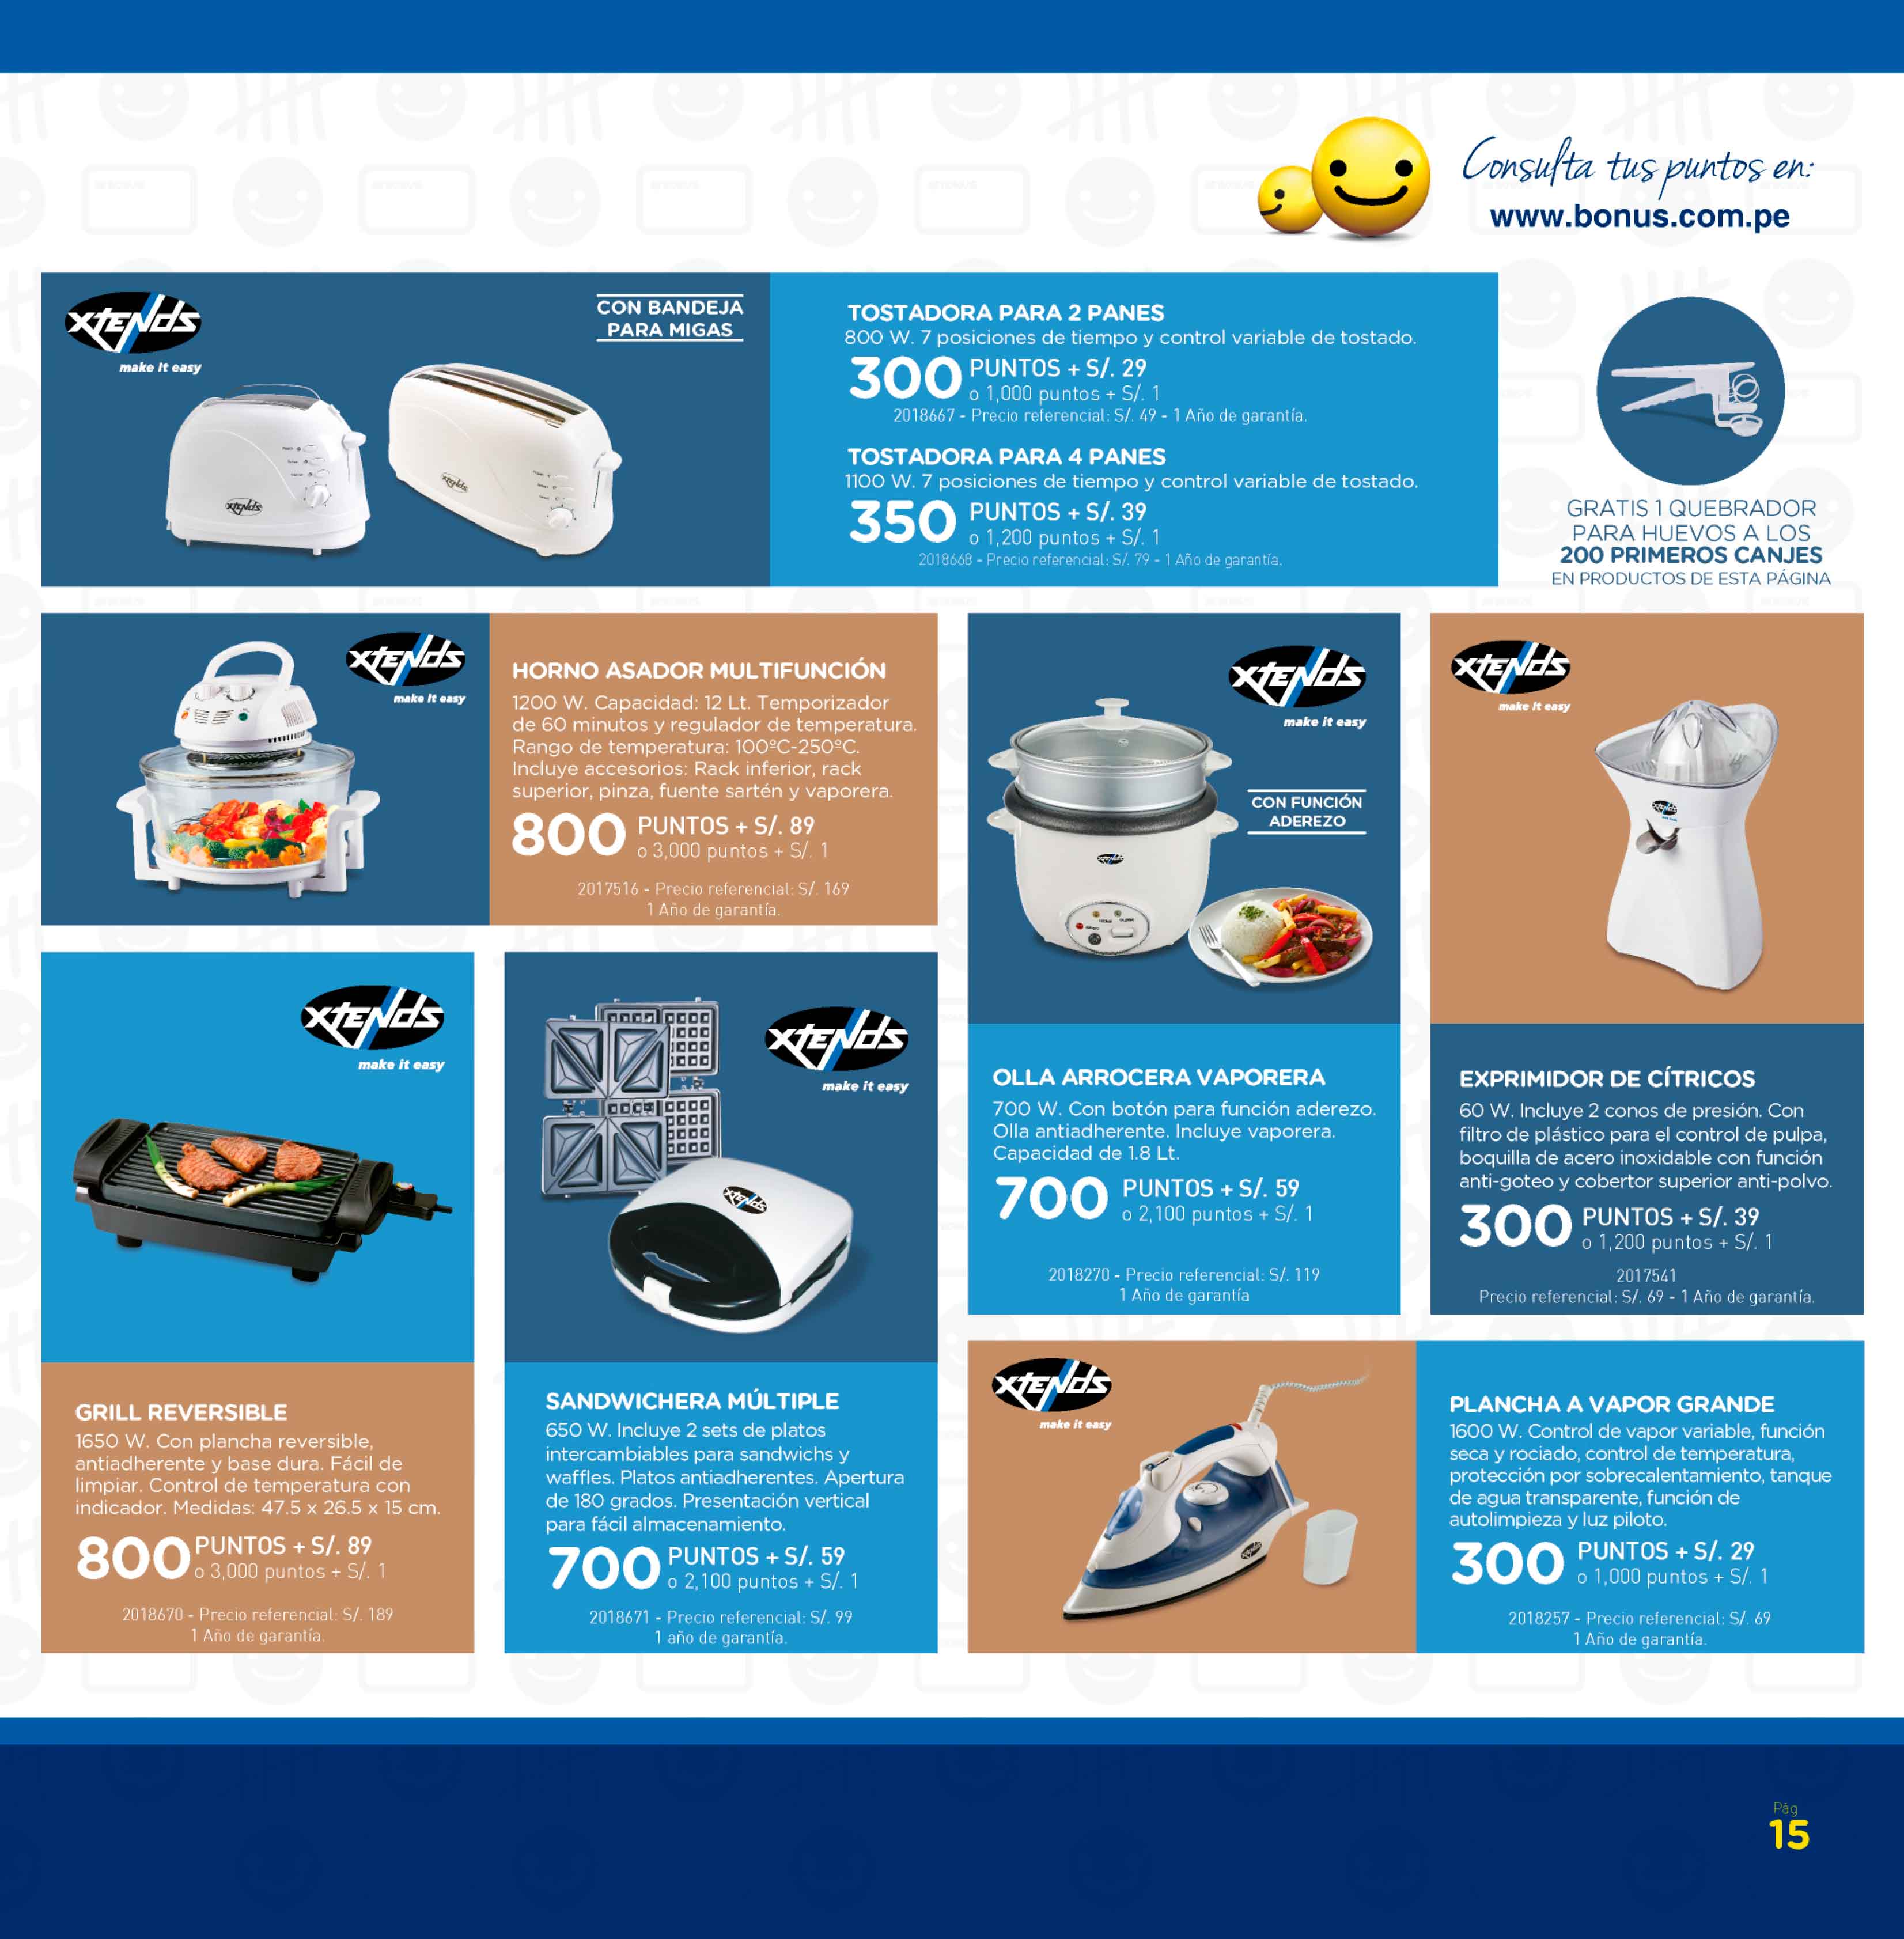 Consulta tus puntos en:
www.bonus.com.pe
xtends
make it easy
CON BANDEJA
PARA MIGAS
xtends
xtends
TOSTADORA PARA 2 PANES
800 W. 7 posiciones de tiempo y control variable de tostado.
300 PUNTOS + S/. 29
o 1,000 puntos + S/. 1
2018667 - Precio referencial: S/. 49 - 1 Año de garantía.
TOSTADORA PARA 4 PANES
1100 W. 7 posiciones de tiempo y control variable de tostado.
350 PUNTOS + S/. 39
o 1,200 puntos + S/. 1
2018668 - Precio referencial: S/. 79 - 1 Año de garantía.
GRATIS 1 QUEBRADOR
PARA HUEVOS A LOS
200 PRIMEROS CANJES
EN PRODUCTOS DE ESTA PÁGINA
xtends
make it easy
HORNO ASADOR MULTIFUNCIÓN
1200 W. Capacidad: 12 Lt. Temporizador
de 60 minutos y regulador de temperatura.
Rango de temperatura: 100ºC-250ºC.
Incluye accesorios: Rack inferior, rack
superior, pinza, fuente sartén y vaporera.
800 PUNTOS + S/. 89
o 3,000 puntos + S/. 1
2017516 - Precio referencial: S/. 169
1 Año de garantía.
xtends
make it easy
CON FUNCIÓN
ADEREZO
xtends
OLLA ARROCERA VAPORERA
700 W. Con botón para función aderezo.
Olla antiadherente. Incluye vaporera.
Capacidad de 1.8 Lt.
700 PUNTOS + S/. 59
o 2,100 puntos + S/. 1
2018270 - Precio referencial: S/. 119
1 Año de garantía
xtends
make it easy
xtends
EXPRIMIDOR DE CÍTRICOS
60 W. Incluye 2 conos de presión. Con
filtro de plástico para el control de pulpa,
boquilla de acero inoxidable con función
anti-goteo y cobertor superior anti-polvo.
300 PUNTOS + S/. 39
o 1,200 puntos + S/. 1
2017541
Precio referencial: S/. 69 - 1 Año de garantía.
xtends
make it easy
GRILL REVERSIBLE
1650 W. Con plancha reversible,
antiadherente y base dura. Fácil de
limpiar. Control de temperatura con
indicador. Medidas: 47.5 x 26.5 x 15 cm.
800 PUNTOS + S/. 89
o 3,000 puntos + S/. 1
2018670 - Precio referencial: S/. 189
1 Año de garantía.
xtends
make it easy
xtends
SANDWICHERA MÚLTIPLE
650 W. Incluye 2 sets de platos
intercambiables para sandwichs y
waffles. Platos antiadherentes. Apertura
de 180 grados. Presentación vertical
para fácil almacenamiento.
700 PUNTOS + S/. 59
o 2,100 puntos + S/. 1
2018671 - Precio referencial: S/. 99
1 año de garantía.
xtends
make it easy
xtends
PLANCHA A VAPOR GRANDE
1600 W. Control de vapor variable, función
seca y rociado, control de temperatura,
protección por sobrecalentamiento, tanque
de agua transparente, función de
autolimpieza y luz piloto.
300 PUNTOS + S/. 29
o 1,000 puntos + S/. 1
2018257 - Precio referencial: S/. 69
1 Año de garantía.
Pág
15